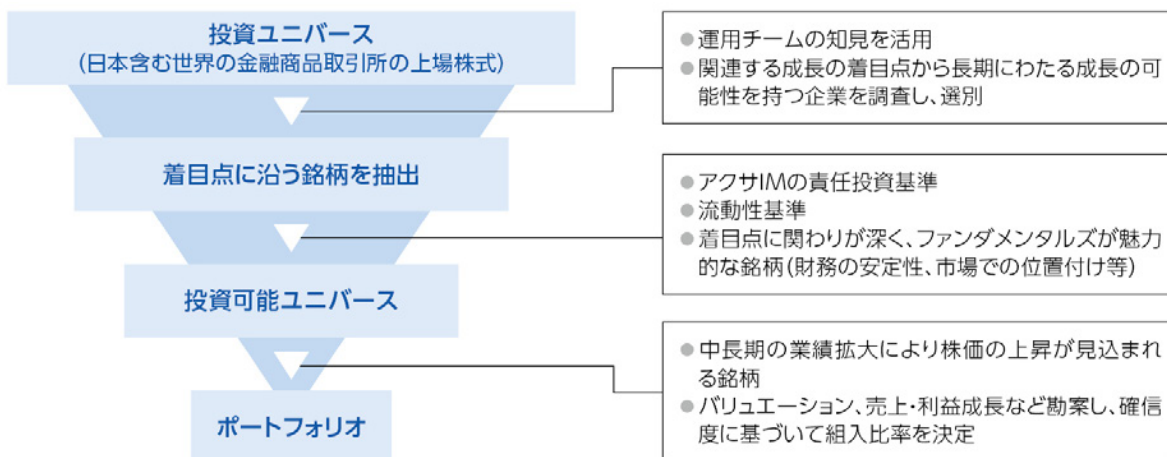 投資ユニバース
(日本含む世界の金融商品取引所の上場株式)
●運用チームの知見を活用
●関連する成長の着目点から長期にわたる成長の可
能性を持つ企業を調査し、選別
着目点に沿う銘柄を抽出
●アクサIMの責任投資基準
●流動性基準
●着目点に関わりが深く、ファンダメンタルズが魅力
的な銘柄(財務の安定性、市場での位置付け等)
投資可能ユニバース
●中長期の業績拡大により株価の上昇が見込まれ
る銘柄
●バリュエーション、売上・利益成長など勘案し、確信
度に基づいて組入比率を決定
ポートフォリオ